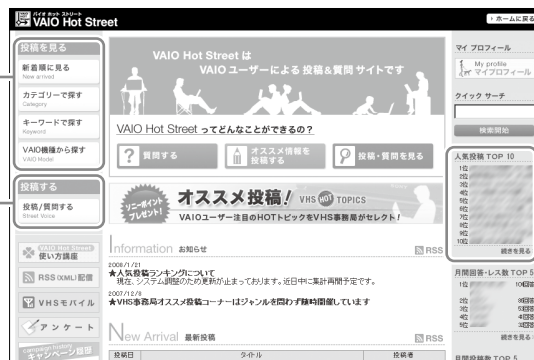 バイオ ホット ストリート
VAIO Hot Street
ホームに戻る
投稿を見る
新着順に見る
New arrived
カテゴリーで探す
Category
キーワードで探す
Keyword
VAIO機種から探す
VAIO Model
投稿する
投稿/質問する
Street Voice
VAIO Hot Street
使い方講座
RSS(XML)配信
VHSモバイル
アンケート
campaign history
キャンペーン履歴
VAIO Hot Street は
VAIO ユーザーによる 投稿&質問 サイトです
VAIO Hot Street ってどんなことができるの?
質問する
オススメ情報を
投稿する
投稿・質問を見る
ソニーポイント
プレゼント!
オススメ投稿! VHS HOT TOPICS
VAIOユーザー注目のHOTトピックをVHS事務局がセレクト!
Information お知らせ
RSS
2008/1/21
★人気投稿ランキングについて
現在、システム調整のため更新が止まっております。近日中に集計再開予定です。
2007/12/8
★VHS事務局オススメ投稿コーナーはジャンルを問わず随時開催しています
New Arrival 最新投稿
RSS
投稿日
タイトル
投稿者
マイ プロフィール
My profile
マイプロフィール
クイック サーチ
検索開始
人気投稿 TOP 10
1位
2位
3位
4位
5位
6位
7位
8位
9位
10位
続きを見る
月間回答・レス数 TOP 5
1位
2位
3位
4位
5位
続きを見る
月間投稿数 TOP 5